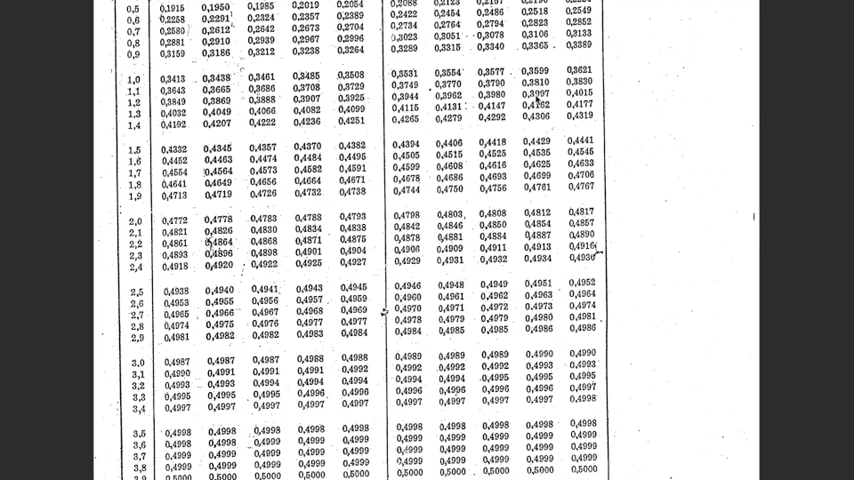 0,5 0,1915 0,1950 0,1985 0,2019 0,2054 0,2088 0,2123 0,2157
0,6 0,2258 0,2291 0,2324 0,2357 0,2389 0,2422 0,2454 0,2486 0,2518 0,2549
0,7 0,2580 0,2612 0,2642 0,2673 0,2704 0,2734 0,2764 0,2794 0,2823 0,2852
0,8 0,2881 0,2910 0,2939 0,2967 0,2996 0,3023 0,3051 0,3078 0,3106 0,3133
0,9 0,3159 0,3186 0,3212 0,3238 0,3264 0,3289 0,3315 0,3340 0,3365 0,3389
1,0 0,3413 0,3438 0,3461 0,3485 0,3508 0,3531 0,3554 0,3577 0,3599 0,3621
1,1 0,3643 0,3665 0,3686 0,3708 0,3729 0,3749 0,3770 0,3790 0,3810 0,3830
1,2 0,3849 0,3869 0,3888 0,3907 0,3925 0,3944 0,3962 0,3980 0,3997 0,4015
1,3 0,4032 0,4049 0,4066 0,4082 0,4099 0,4115 0,4131 0,4147 0,4162 0,4177
1,4 0,4192 0,4207 0,4222 0,4236 0,4251 0,4265 0,4279 0,4292 0,4306 0,4319
1,5 0,4332 0,4345 0,4357 0,4370 0,4382 0,4394 0,4406 0,4418 0,4429 0,4441
1,6 0,4452 0,4463 0,4474 0,4484 0,4495 0,4505 0,4515 0,4525 0,4535 0,4545
1,7 0,4554 0,4564 0,4573 0,4582 0,4591 0,4599 0,4608 0,4616 0,4625 0,4633
1,8 0,4641 0,4649 0,4656 0,4664 0,4671 0,4678 0,4686 0,4693 0,4699 0,4706
1,9 0,4713 0,4719 0,4726 0,4732 0,4738 0,4744 0,4750 0,4756 0,4761 0,4767
2,0 0,4772 0,4778 0,4783 0,4788 0,4793 0,4798 0,4803 0,4808 0,4812 0,4817
2,1 0,4821 0,4826 0,4830 0,4834 0,4838 0,4842 0,4846 0,4850 0,4854 0,4857
2,2 0,4861 0,4864 0,4868 0,4871 0,4875 0,4878 0,4881 0,4884 0,4887 0,4890
2,3 0,4893 0,4896 0,4898 0,4901 0,4904 0,4906 0,4909 0,4911 0,4913 0,4916
2,4 0,4918 0,4920 0,4922 0,4925 0,4927 0,4929 0,4931 0,4932 0,4934 0,4936
2,5 0,4938 0,4940 0,4941 0,4943 0,4945 0,4946 0,4948 0,4949 0,4951 0,4952
2,6 0,4953 0,4955 0,4956 0,4957 0,4959 0,4960 0,4961 0,4962 0,4963 0,4964
2,7 0,4965 0,4966 0,4967 0,4968 0,4969 0,4970 0,4971 0,4972 0,4973 0,4974
2,8 0,4974 0,4975 0,4976 0,4977 0,4977 0,4978 0,4979 0,4979 0,4980 0,4981
2,9 0,4981 0,4982 0,4982 0,4983 0,4984 0,4984 0,4985 0,4985 0,4986 0,4986
3,0 0,4987 0,4987 0,4987 0,4988 0,4988 0,4989 0,4989 0,4989 0,4990 0,4990
3,1 0,4990 0,4991 0,4991 0,4991 0,4992 0,4992 0,4992 0,4992 0,4993 0,4993
3,2 0,4993 0,4993 0,4994 0,4994 0,4994 0,4994 0,4994 0,4995 0,4995 0,4995
3,3 0,4995 0,4995 0,4995 0,4996 0,4996 0,4996 0,4996 0,4996 0,4996 0,4997
3,4 0,4997 0,4997 0,4997 0,4997 0,4997 0,4997 0,4997 0,4997 0,4997 0,4998
3,5 0,4998 0,4998 0,4998 0,4998 0,4998 0,4998 0,4998 0,4998 0,4998 0,4998
3,6 0,4998 0,4998 0,4999 0,4999 0,4999 0,4999 0,4999 0,4999 0,4999 0,4999
3,7 0,4999 0,4999 0,4999 0,4999 0,4999 0,4999 0,4999 0,4999 0,4999 0,4999
3,8 0,4999 0,4999 0,4999 0,4999 0,4999 0,4999 0,4999 0,4999 0,4999 0,4999
3,9 0,5000 0,5000 0,5000 0,5000 0,5000 0,5000 0,5000 0,5000 0,5000 0,5000